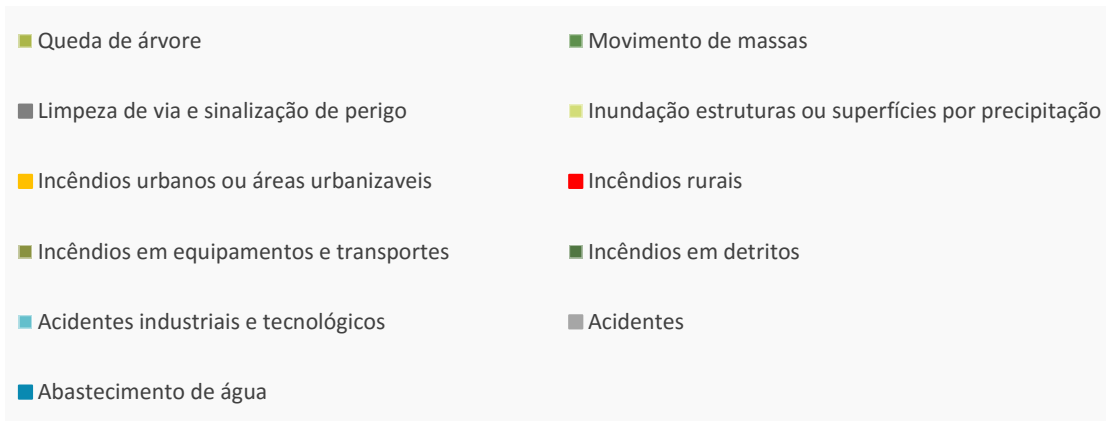 Queda de árvore
Movimento de massas
Limpeza de via e sinalização de perigo
Inundação estruturas ou superfícies por precipitação
Incêndios urbanos ou áreas urbanizaveis
Incêndios rurais
Incêndios em equipamentos e transportes
Incêndios em detritos
Acidentes industriais e tecnológicos
Acidentes
Abastecimento de água